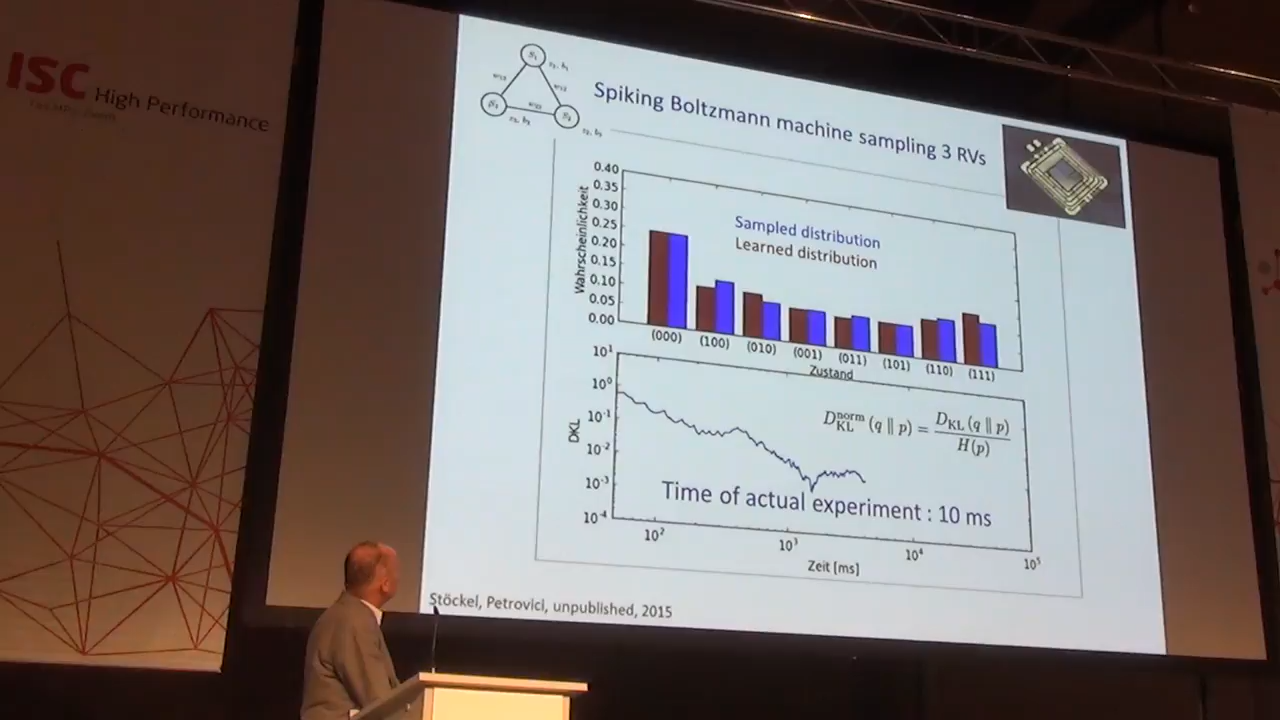 ISC
High Performance
Spiking Boltzmann machine sampling 3 RVs
0.40
0.35
0.30
0.25
0.20
0.15
0.10
0.05
0.00
Wahrscheinlichkeit
Sampled distribution
Learned distribution
(000) (100) (010) (001) (011) (101) (110) (111)
Zustand
10¹
10⁰
10⁻¹
10⁻²
10⁻³
10⁻⁴
DKL
D_KL^norm (q ‖ p) = D_KL (q ‖ p) / H(p)
Time of actual experiment : 10 ms
10² 10³ 10⁴ 10⁵
Zeit [ms]
Stöckel, Petrovici, unpublished, 2015